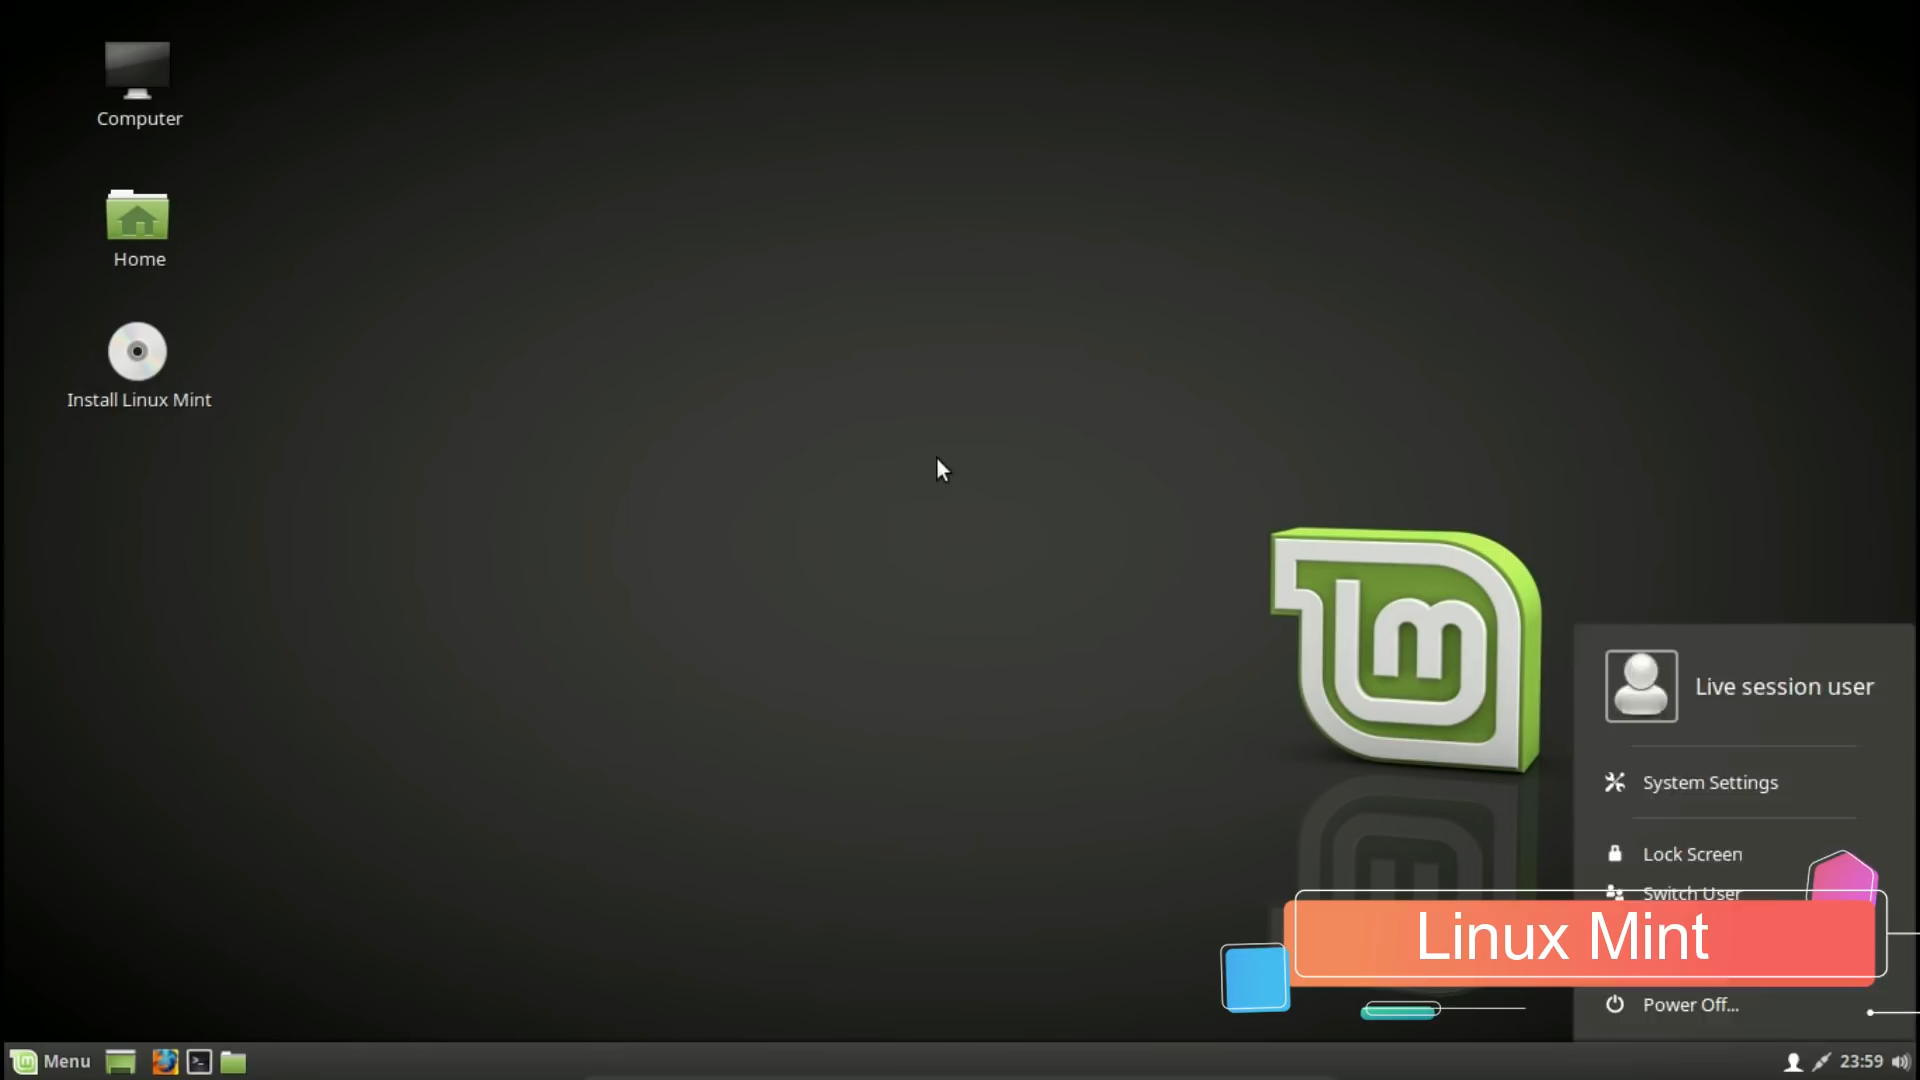 Computer
Home
Install Linux Mint
lm
Live session user
System Settings
Lock Screen
Switch User
Linux Mint
Power Off...
Menu
23:59